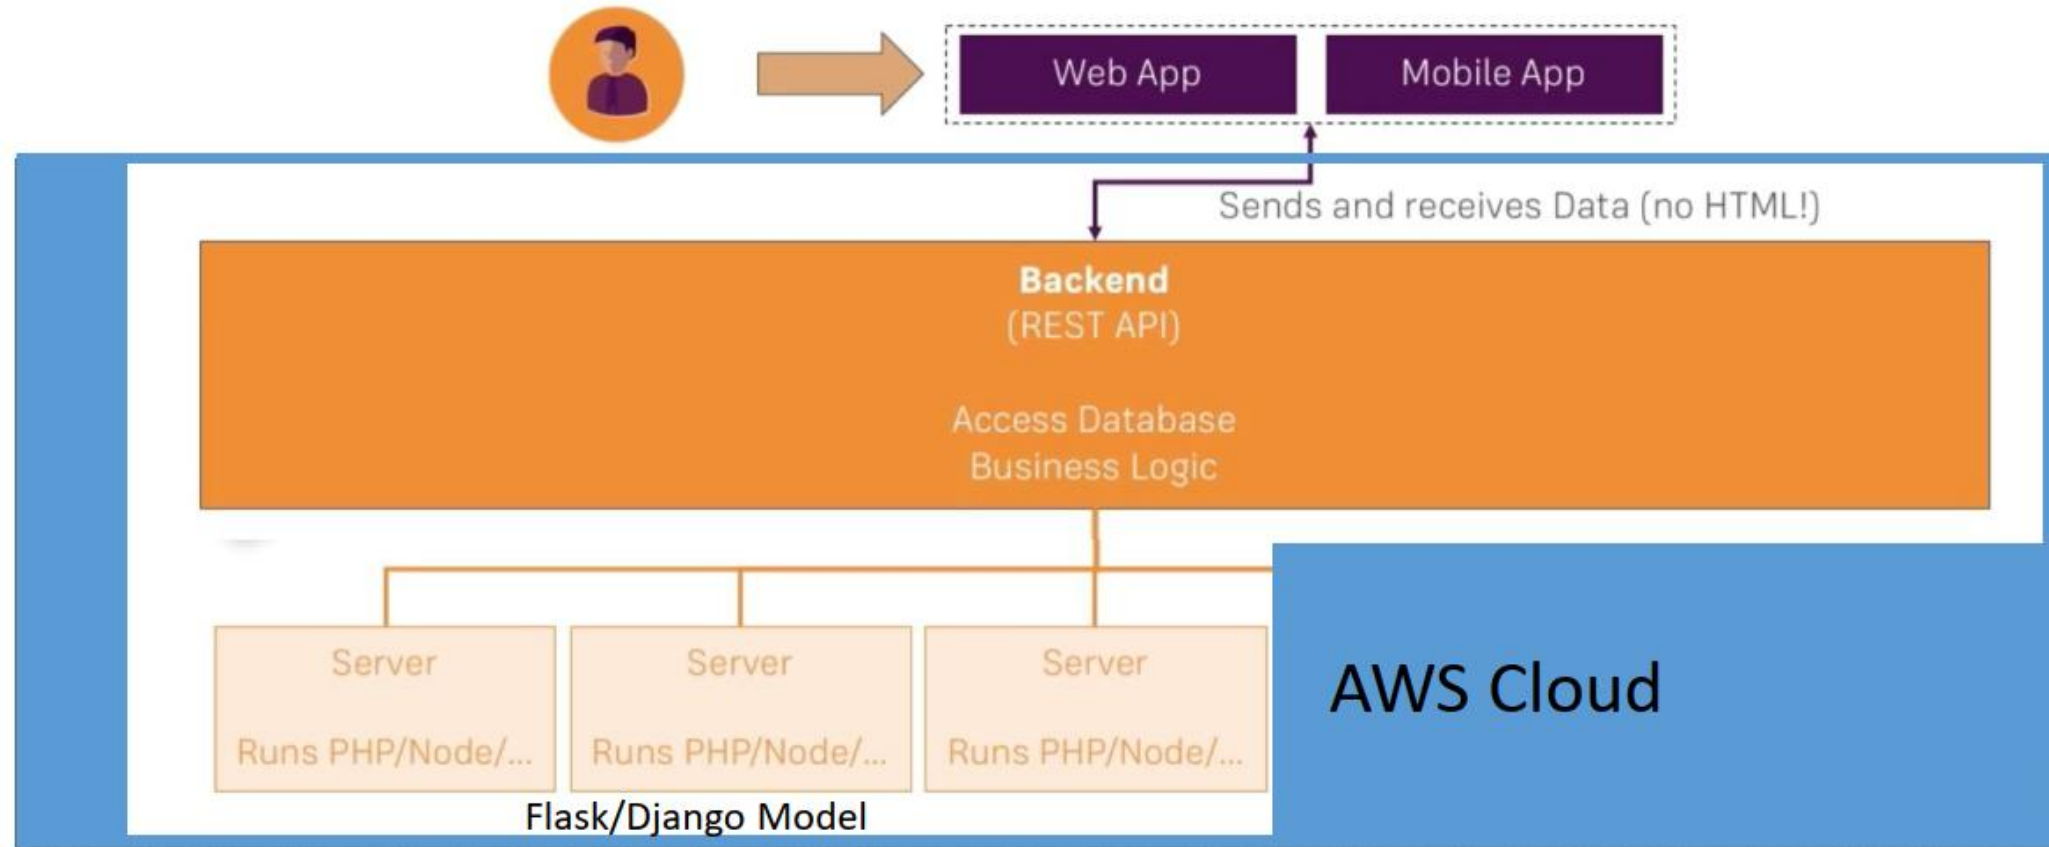 Web App
Mobile App
Sends and receives Data (no HTML!)
Backend
(REST API)
Access Database
Business Logic
Server
Runs PHP/Node/...
Server
Runs PHP/Node/...
Server
Runs PHP/Node/...
AWS Cloud
Flask/Django Model